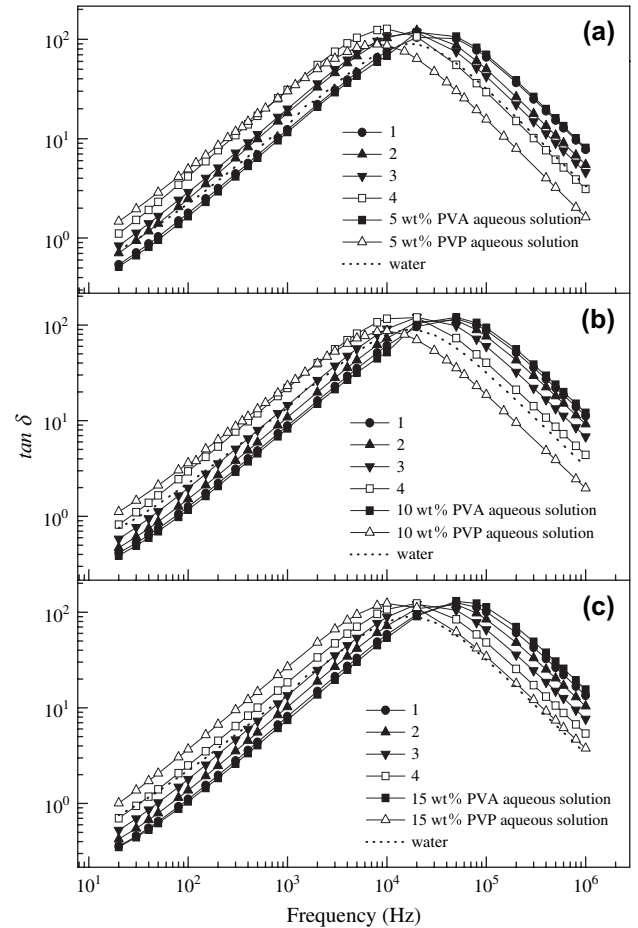 (a)
10²
10¹
10⁰
1
2
3
4
5 wt% PVA aqueous solution
5 wt% PVP aqueous solution
water
(b)
10²
10¹
10⁰
tan δ
1
2
3
4
10 wt% PVA aqueous solution
10 wt% PVP aqueous solution
water
(c)
10²
10¹
10⁰
1
2
3
4
15 wt% PVA aqueous solution
15 wt% PVP aqueous solution
water
10¹ 10² 10³ 10⁴ 10⁵ 10⁶
Frequency (Hz)